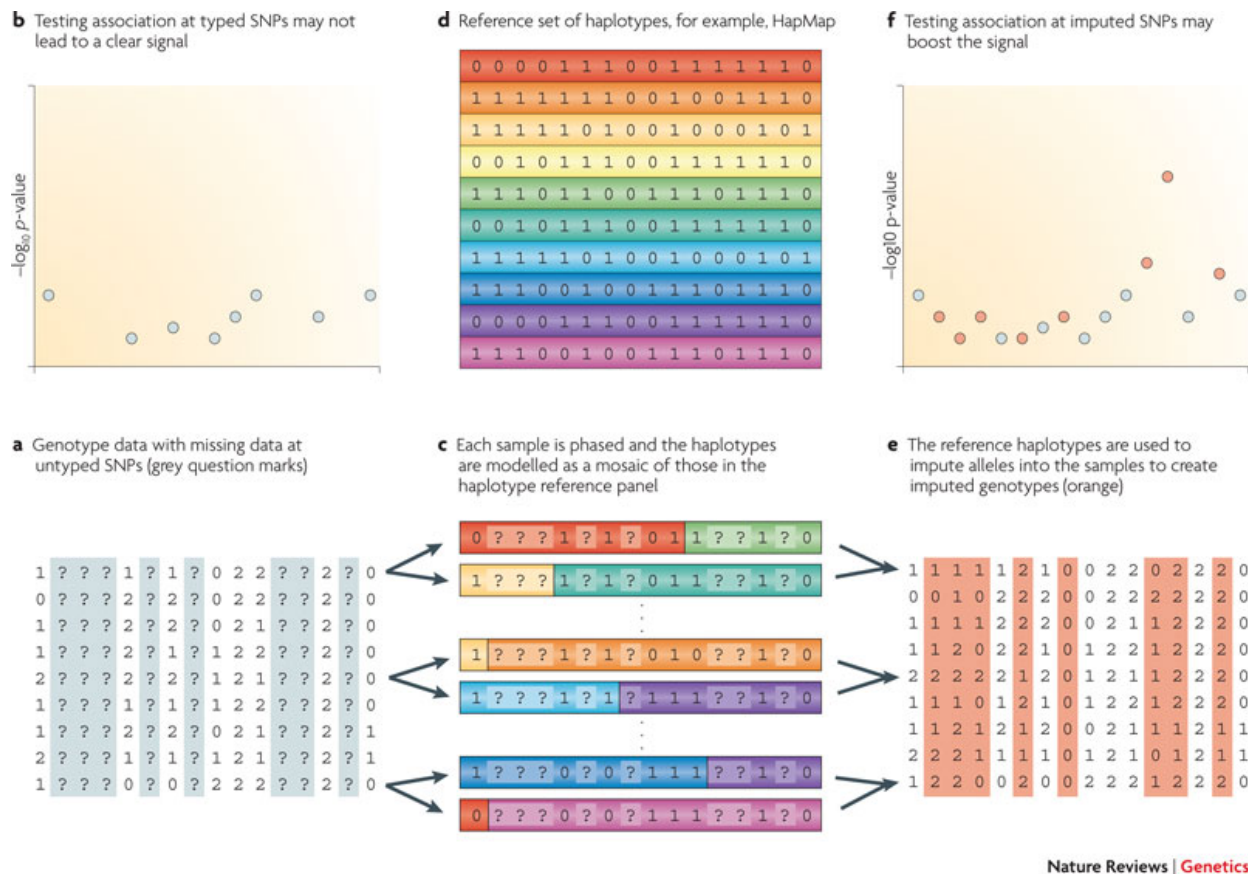 b Testing association at typed SNPs may not
lead to a clear signal
–log10 p-value
d Reference set of haplotypes, for example, HapMap
0 0 0 0 1 1 1 0 0 1 1 1 1 1 1 0
1 1 1 1 1 1 1 0 0 1 0 0 1 1 1 0
1 1 1 1 1 0 1 0 0 1 0 0 0 1 0 1
0 0 1 0 1 1 1 0 0 1 1 1 1 1 1 0
1 1 1 0 1 1 0 0 1 1 1 0 1 1 1 0
0 0 1 0 1 1 1 0 0 1 1 1 1 1 1 0
1 1 1 1 1 0 1 0 0 1 0 0 0 1 0 1
1 1 1 0 0 1 0 0 1 1 1 0 1 1 1 0
0 0 0 0 1 1 1 0 0 1 1 1 1 1 1 0
1 1 1 0 0 1 0 0 1 1 1 0 1 1 1 0
f Testing association at imputed SNPs may
boost the signal
–log10 p-value
a Genotype data with missing data at
untyped SNPs (grey question marks)
1 ? ? ? 1 ? 1 ? 0 2 2 ? ? 2 ? 0
0 ? ? ? 2 ? 2 ? 0 2 2 ? ? 2 ? 0
1 ? ? ? 2 ? 2 ? 0 2 1 ? ? 2 ? 0
1 ? ? ? 2 ? 1 ? 1 2 2 ? ? 2 ? 0
2 ? ? ? 2 ? 2 ? 1 2 1 ? ? 2 ? 0
1 ? ? ? 1 ? 1 ? 1 2 2 ? ? 2 ? 0
1 ? ? ? 2 ? 2 ? 0 2 1 ? ? 2 ? 1
2 ? ? ? 1 ? 1 ? 1 2 1 ? ? 2 ? 1
1 ? ? ? 0 ? 0 ? 2 2 2 ? ? 2 ? 0
c Each sample is phased and the haplotypes
are modelled as a mosaic of those in the
haplotype reference panel
0 ? ? ? 1 ? 1 ? 0 1 1 ? ? 1 ? 0
1 ? ? ? 1 ? 1 ? 0 1 1 ? ? 1 ? 0
1 ? ? ? 1 ? 1 ? 0 1 0 ? ? 1 ? 0
1 ? ? ? 1 ? 1 ? 1 1 1 ? ? 1 ? 0
1 ? ? ? 0 ? 0 ? 1 1 1 ? ? 1 ? 0
0 ? ? ? 0 ? 0 ? 1 1 1 ? ? 1 ? 0
e The reference haplotypes are used to
impute alleles into the samples to create
imputed genotypes (orange)
1 1 1 1 1 2 1 0 0 2 2 0 2 2 2 0
0 0 1 0 2 2 2 0 0 2 2 2 2 2 2 0
1 1 1 1 2 2 2 0 0 2 1 1 2 2 2 0
1 1 2 0 2 2 1 0 1 2 2 1 2 2 2 0
2 2 2 2 2 1 2 0 1 2 1 1 2 2 2 0
1 1 1 0 1 2 1 0 1 2 2 1 2 2 2 0
1 1 2 1 2 1 2 0 0 2 1 1 1 2 1 1
2 2 2 1 1 1 1 0 1 2 1 0 1 2 1 1
1 2 2 0 0 2 0 0 2 2 2 1 2 2 2 0
Nature Reviews | Genetics